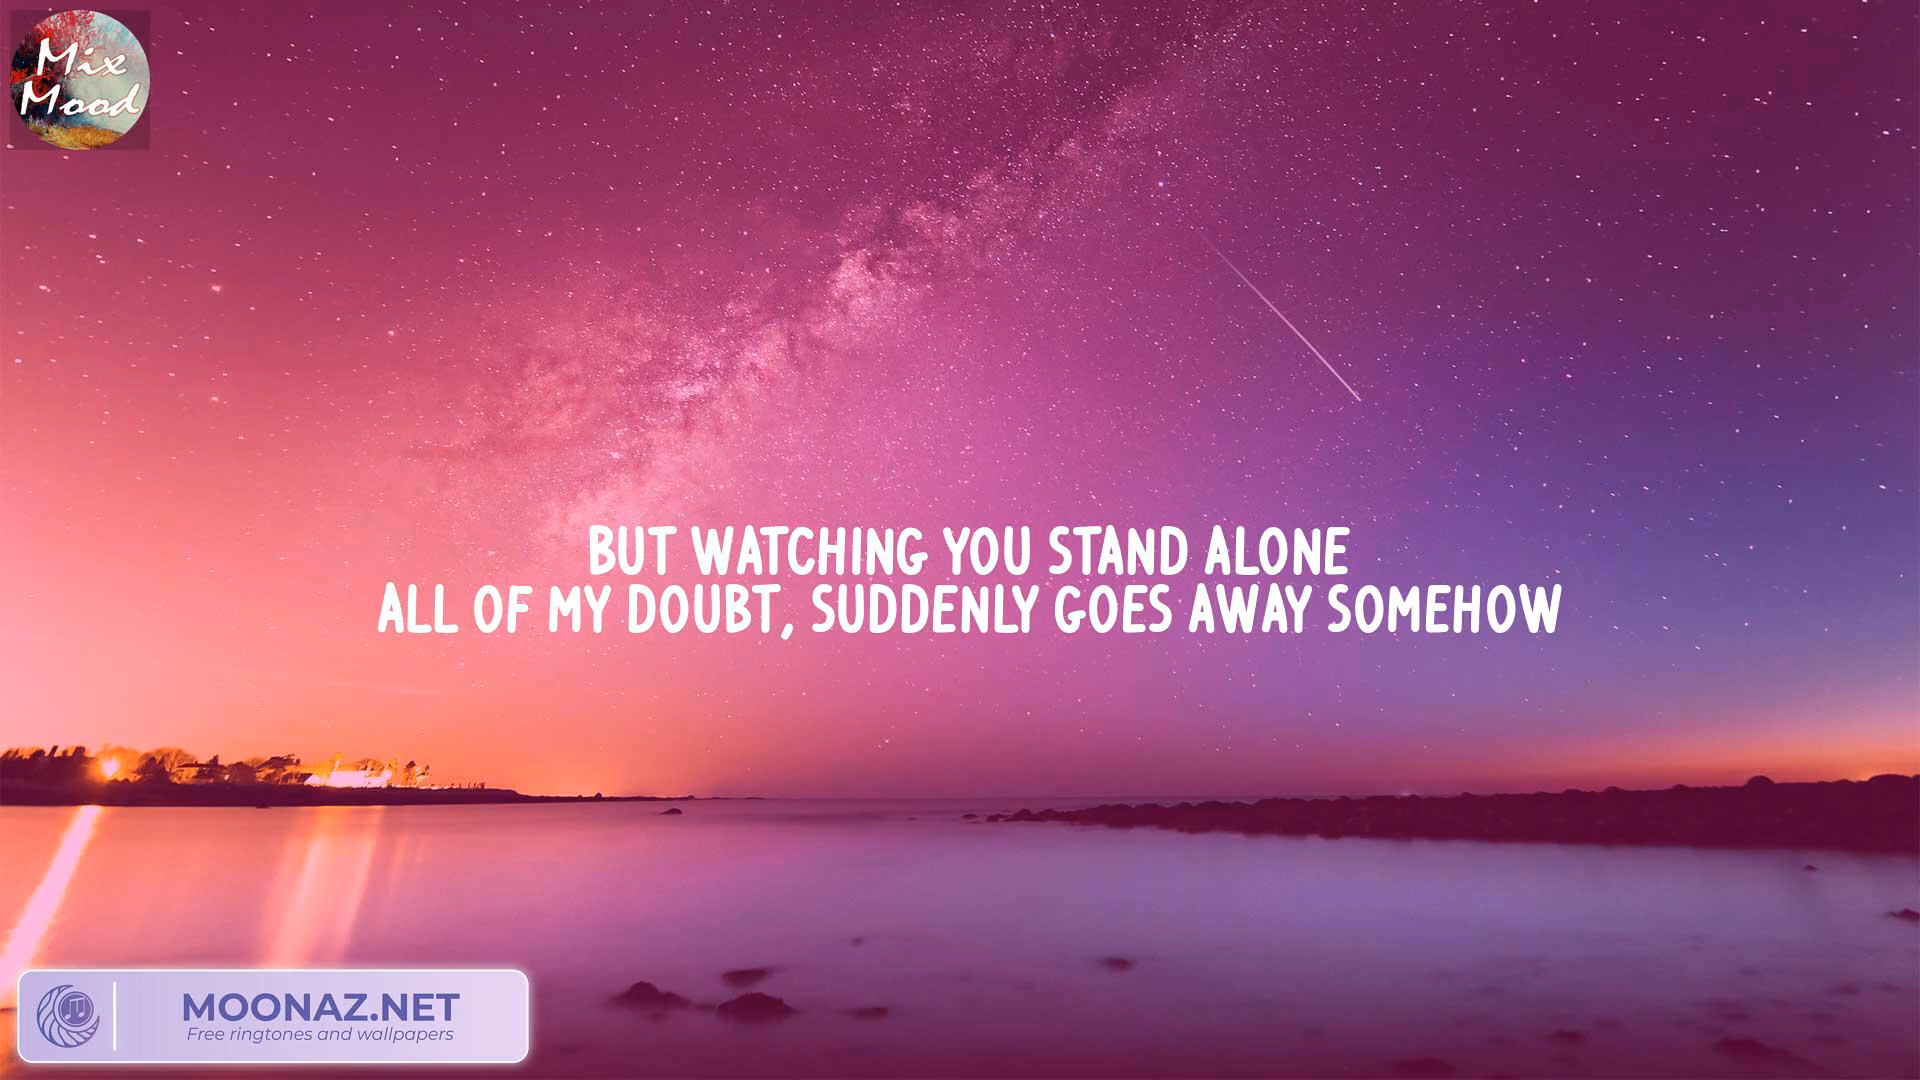 Mix
Mood
BUT WATCHING YOU STAND ALONE
ALL OF MY DOUBT, SUDDENLY GOES AWAY SOMEHOW
MOONAZ.NET
Free ringtones and wallpapers